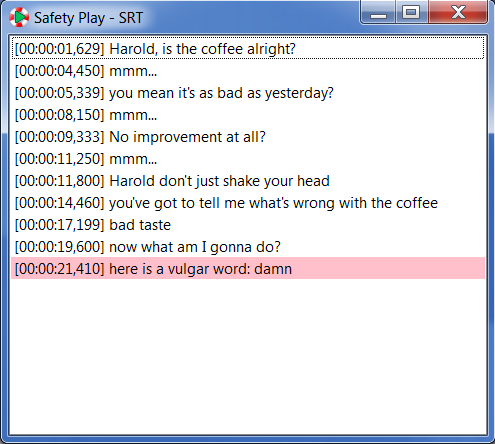 Safety Play - SRT
[00:00:01,629] Harold, is the coffee alright?
[00:00:04,450] mmm...
[00:00:05,339] you mean it's as bad as yesterday?
[00:00:08,150] mmm...
[00:00:09,333] No improvement at all?
[00:00:11,250] mmm...
[00:00:11,800] Harold don't just shake your head
[00:00:14,460] you've got to tell me what's wrong with the coffee
[00:00:17,199] bad taste
[00:00:19,600] now what am I gonna do?
[00:00:21,410] here is a vulgar word: damn